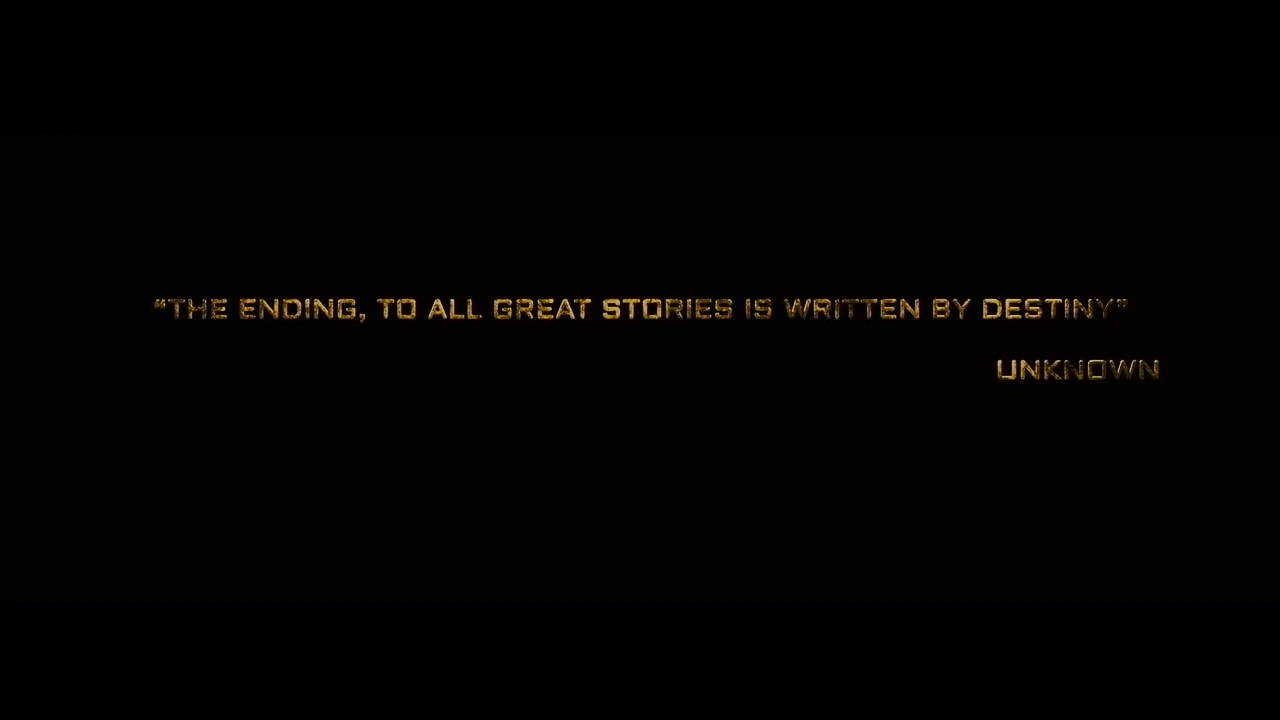 “THE ENDING, TO ALL GREAT STORIES IS WRITTEN BY DESTINY”
UNKNOWN